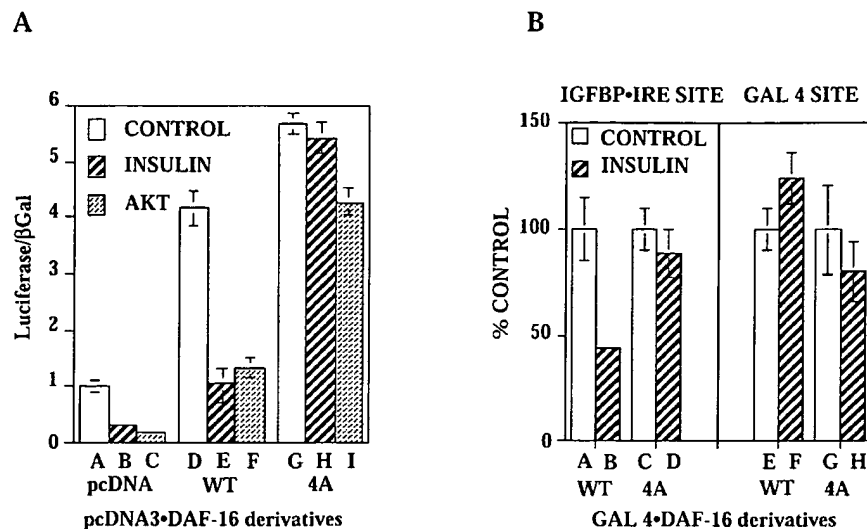 A
Luciferase/βGal
6
5
4
3
2
1
0
CONTROL
INSULIN
AKT
A B C D E F G H I
pcDNA WT 4A
pcDNA3•DAF-16 derivatives
B
IGFBP•IRE SITE GAL 4 SITE
% CONTROL
150
100
50
0
CONTROL
INSULIN
CONTROL
INSULIN
A B C D E F G H
WT 4A WT 4A
GAL 4•DAF-16 derivatives